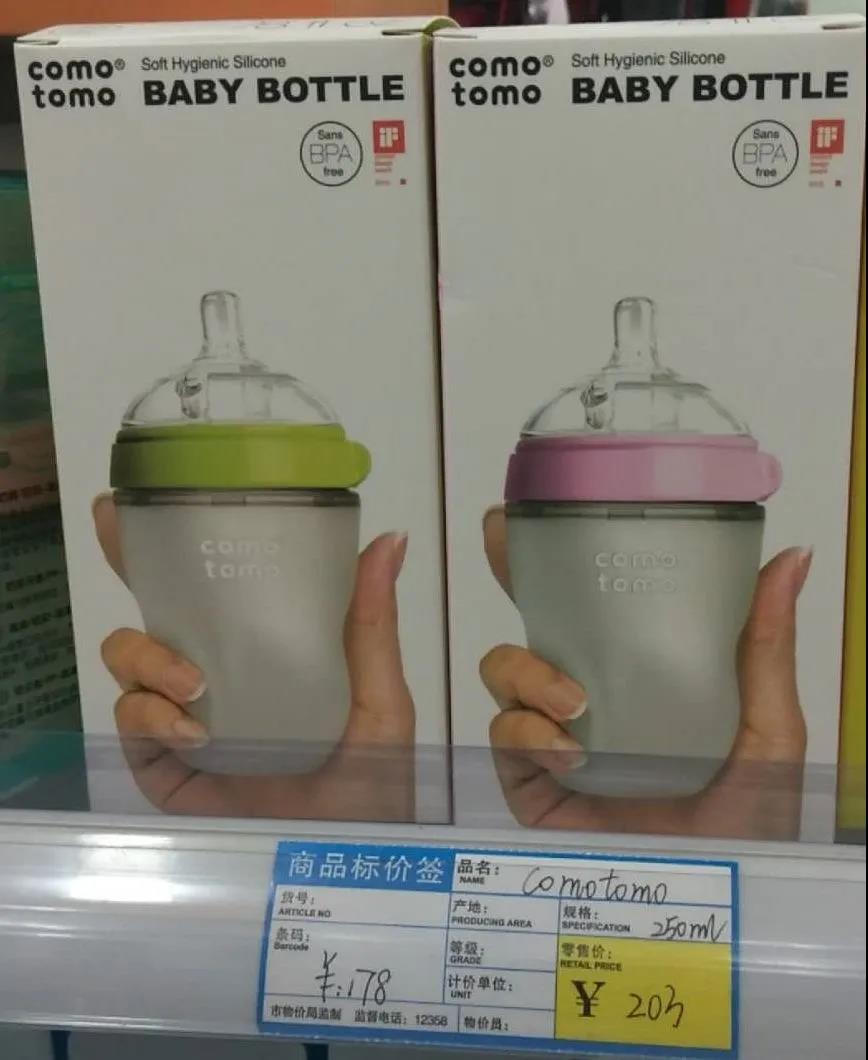 como® Soft Hygienic Silicone
tomo BABY BOTTLE
Sans
BPA
free
iF
como
tomo
como® Soft Hygienic Silicone
tomo BABY BOTTLE
Sans
BPA
free
iF
como
tomo
商品标价签
品名:
NAME
comotomo
货号:
ARTICLE NO
产地:
PRODUCING AREA
规格:
SPECIFICATION
250ml
条码:
Barcode
¥:178
等级:
GRADE
计价单位:
UNIT
零售价:
RETAIL PRICE
¥ 203
市物价局监制 监督电话:12358 物价员: